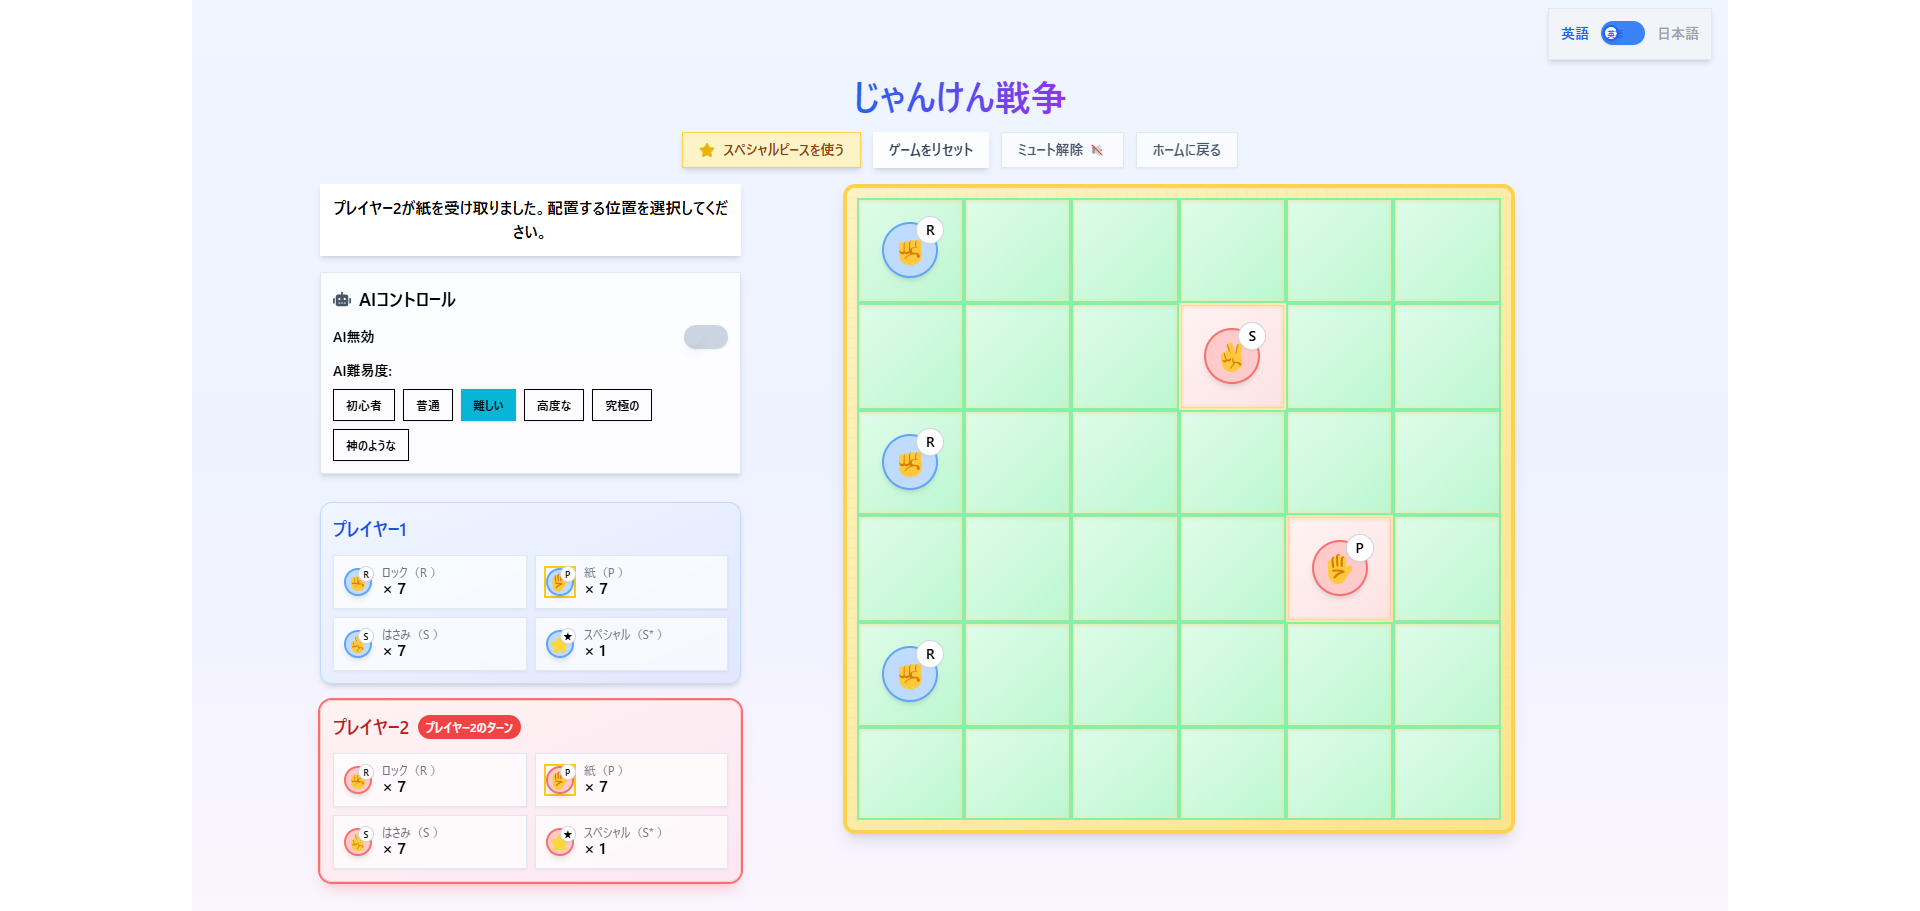 英語 英 日本語
じゃんけん戦争
スペシャルピースを使う ゲームをリセット ミュート解除 ホームに戻る
プレイヤー2が紙を受け取りました。配置する位置を選択してくだ
さい。
AIコントロール
AI無効
AI難易度:
初心者 普通 難しい 高度な 究極の
神のような
プレイヤー1
R ロック（R ）
× 7
P 紙（P ）
× 7
S はさみ（S ）
× 7
★ スペシャル（S* ）
× 1
プレイヤー2 プレイヤー2のターン
R ロック（R ）
× 7
P 紙（P ）
× 7
S はさみ（S ）
× 7
★ スペシャル（S* ）
× 1
R
S
R
P
R